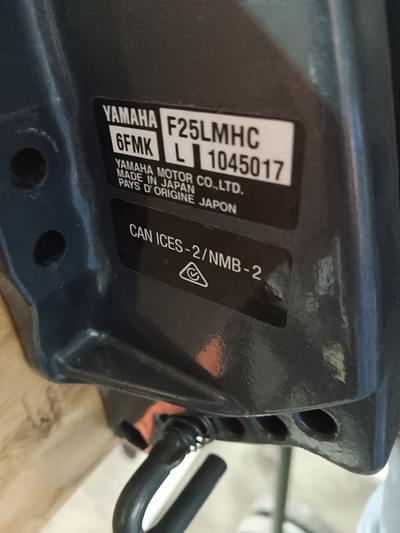 YAMAHA F25LMHC
6FMK L 1045017
YAMAHA MOTOR CO.,LTD.
MADE IN JAPAN
PAYS D'ORIGINE JAPON
CAN ICES-2/NMB-2